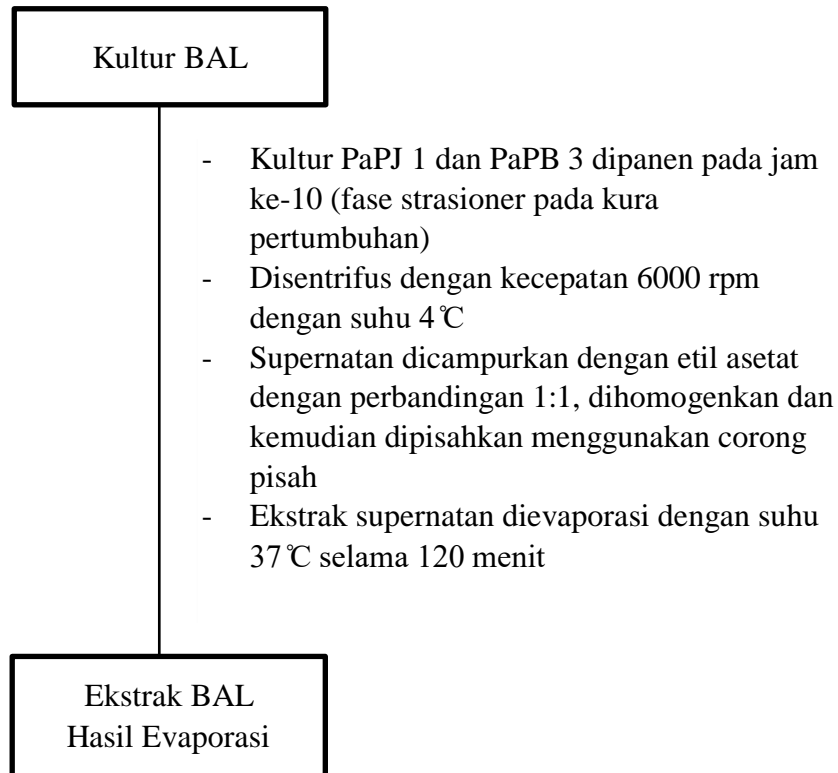 Kultur BAL
- Kultur PaPJ 1 dan PaPB 3 dipanen pada jam
ke-10 (fase strasioner pada kura
pertumbuhan)
- Disentrifus dengan kecepatan 6000 rpm
dengan suhu 4℃
- Supernatan dicampurkan dengan etil asetat
dengan perbandingan 1:1, dihomogenkan dan
kemudian dipisahkan menggunakan corong
pisah
- Ekstrak supernatan dievaporasi dengan suhu
37℃ selama 120 menit
Ekstrak BAL
Hasil Evaporasi